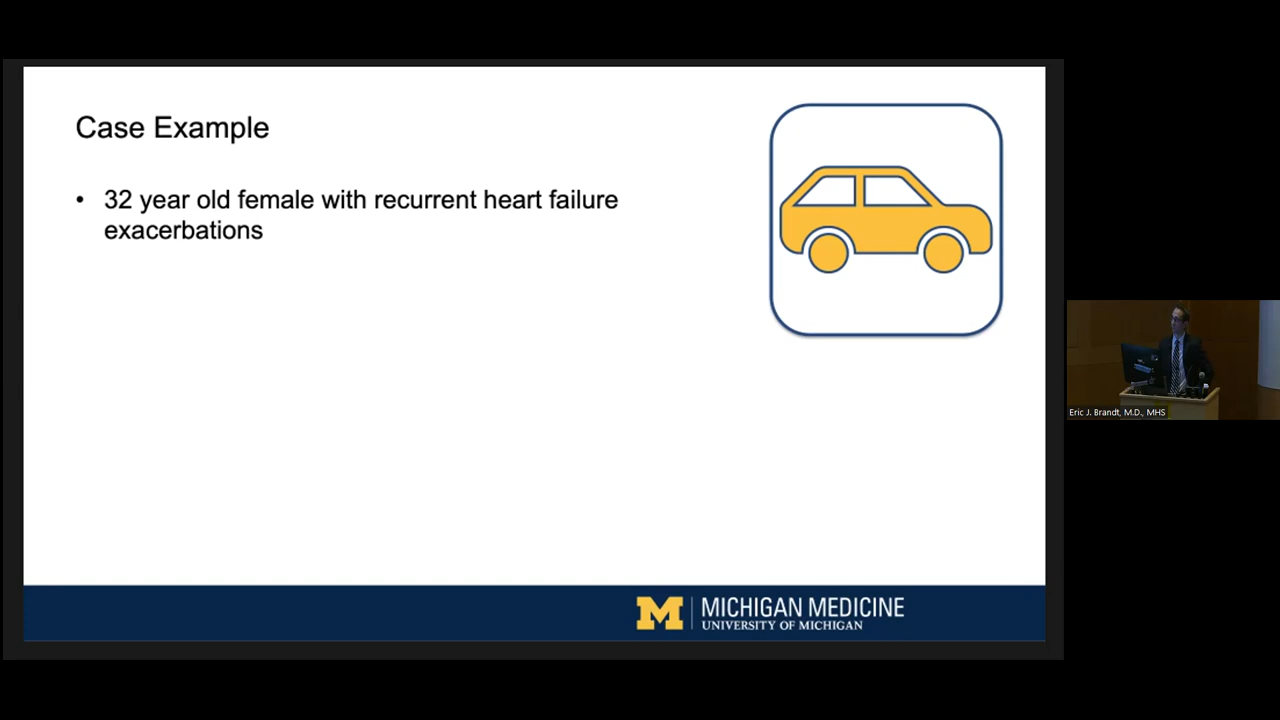 Case Example
• 32 year old female with recurrent heart failure
exacerbations
M MICHIGAN MEDICINE
UNIVERSITY OF MICHIGAN
Eric J. Brandt, M.D., MHS